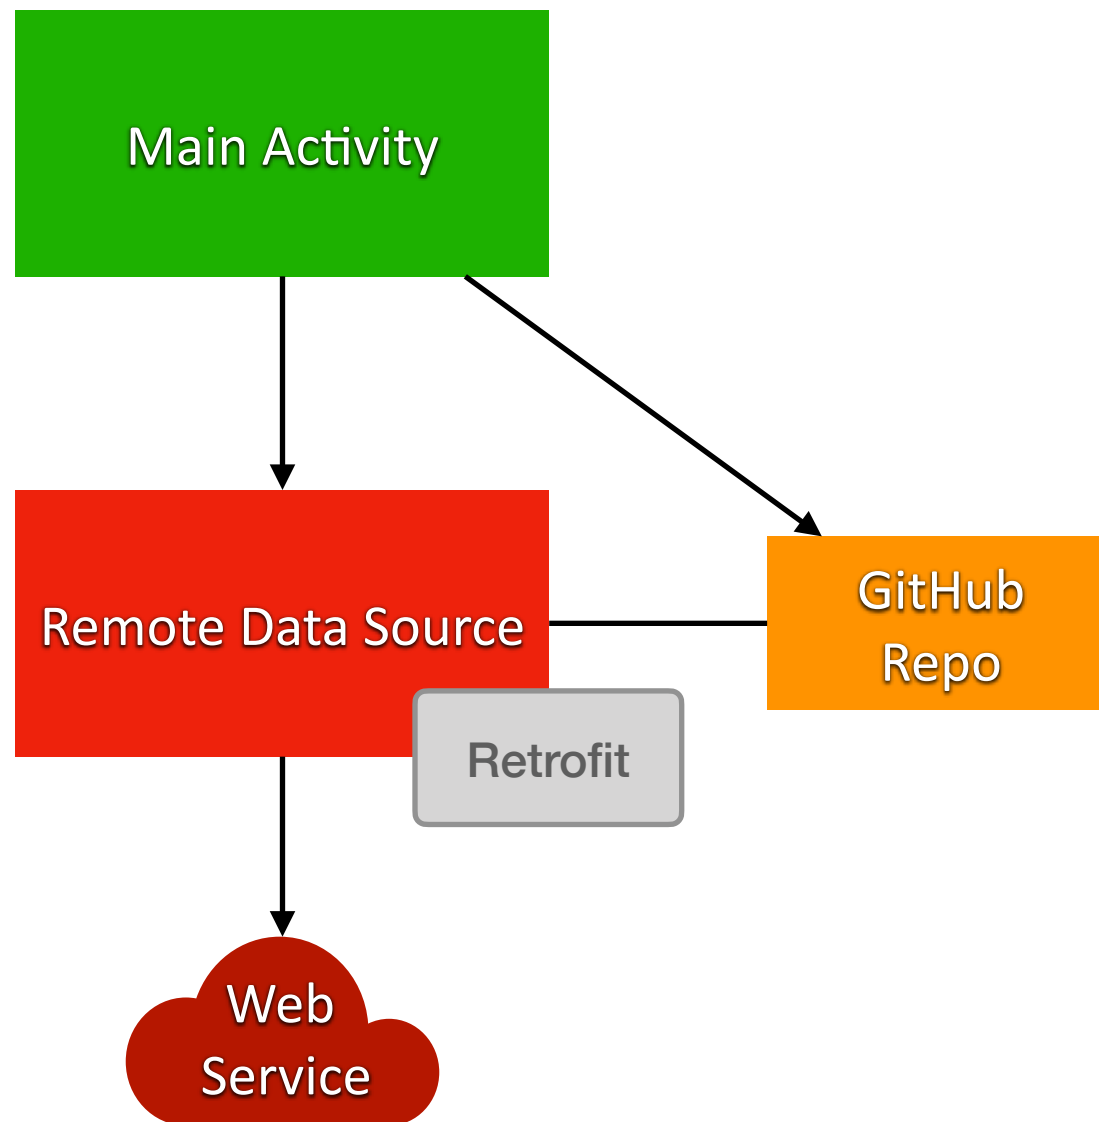 Main Activity
Remote Data Source
GitHub
Repo
Retrofit
Web
Service